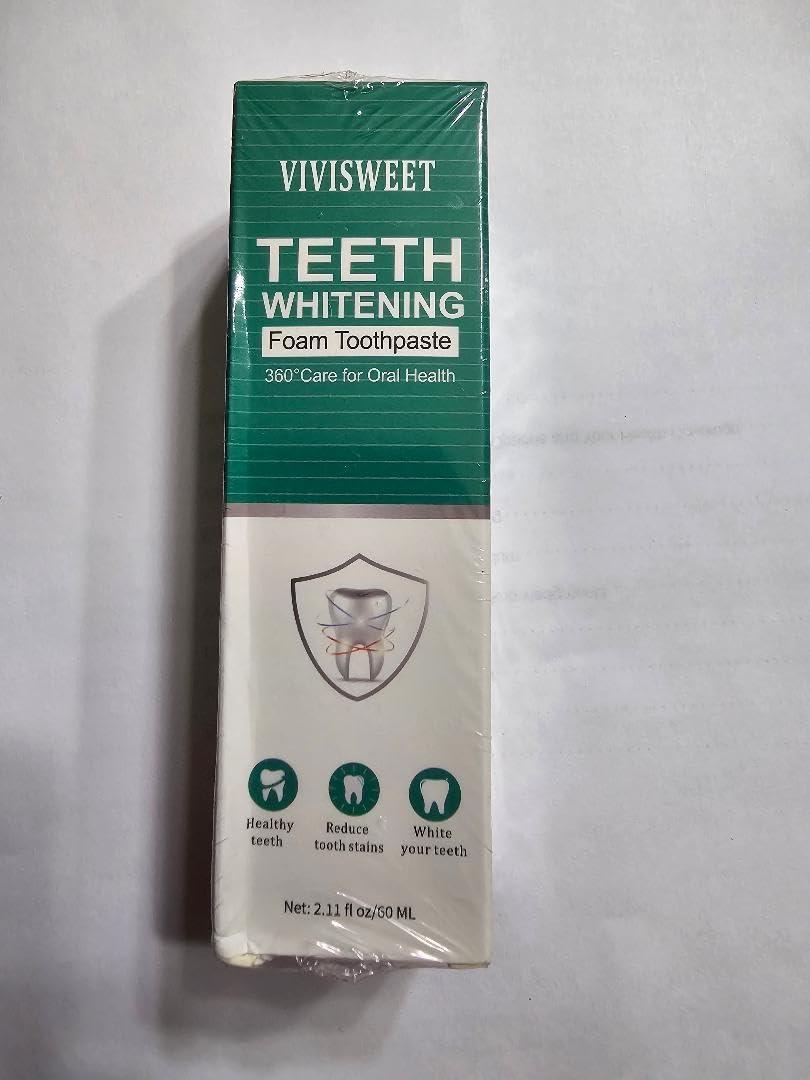 VIVISWEET
TEETH
WHITENING
Foam Toothpaste
360°Care for Oral Health
Healthy
teeth
Reduce
tooth stains
White
your teeth
Net: 2.11 fl oz/60 ML